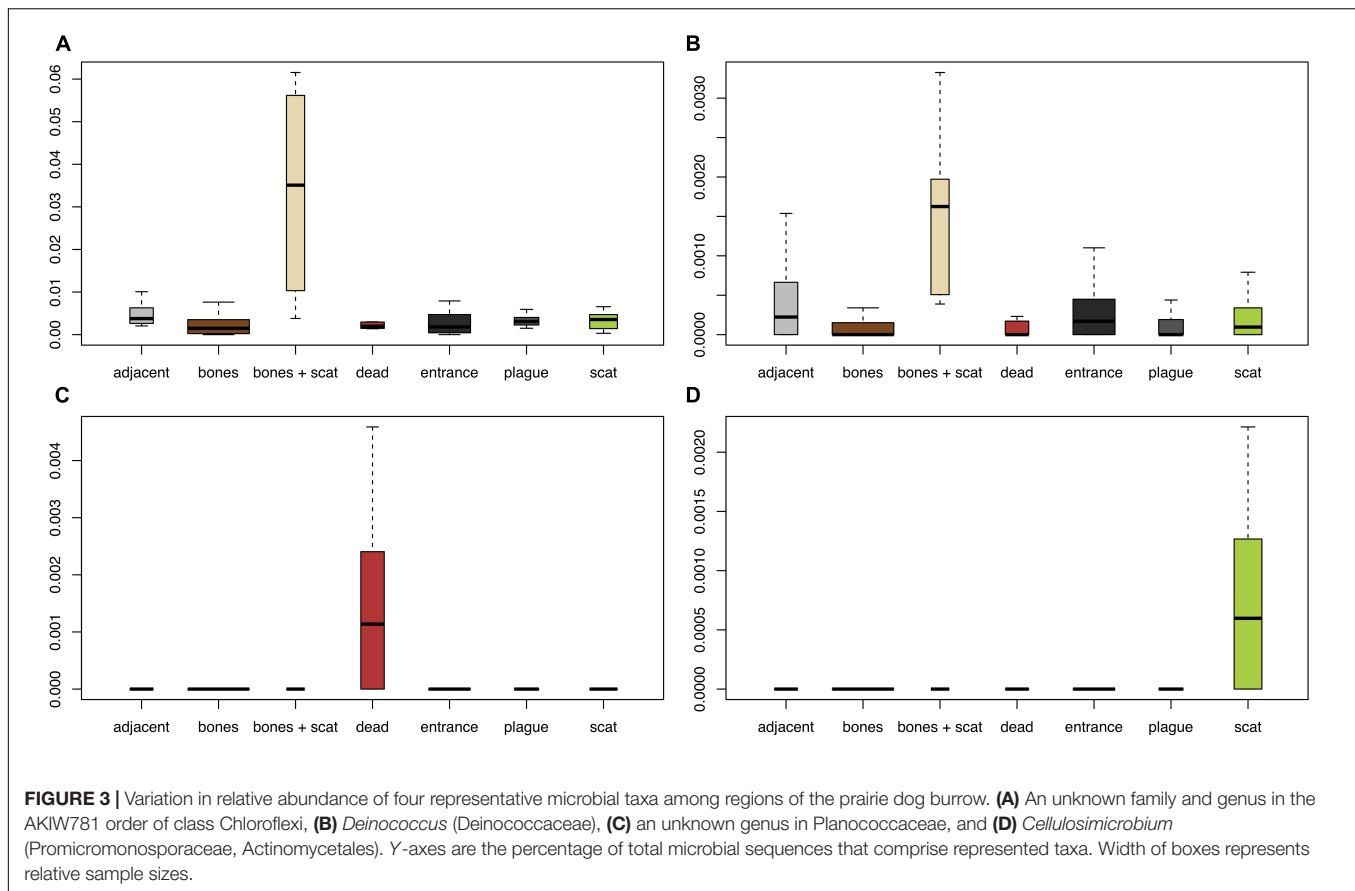 A
0.06
0.05
0.04
0.03
0.02
0.01
0.00
adjacent bones bones + scat dead entrance plague scat
B
0.0030
0.0020
0.0010
0.0000
adjacent bones bones + scat dead entrance plague scat
C
0.004
0.003
0.002
0.001
0.000
adjacent bones bones + scat dead entrance plague scat
D
0.0020
0.0015
0.0010
0.0005
0.0000
adjacent bones bones + scat dead entrance plague scat
FIGURE 3 | Variation in relative abundance of four representative microbial taxa among regions of the prairie dog burrow. (A) An unknown family and genus in the
AKIW781 order of class Chloroflexi, (B) Deinococcus (Deinococcaceae), (C) an unknown genus in Planococcaceae, and (D) Cellulosimicrobium
(Promicromonosporaceae, Actinomycetales). Y-axes are the percentage of total microbial sequences that comprise represented taxa. Width of boxes represents
relative sample sizes.